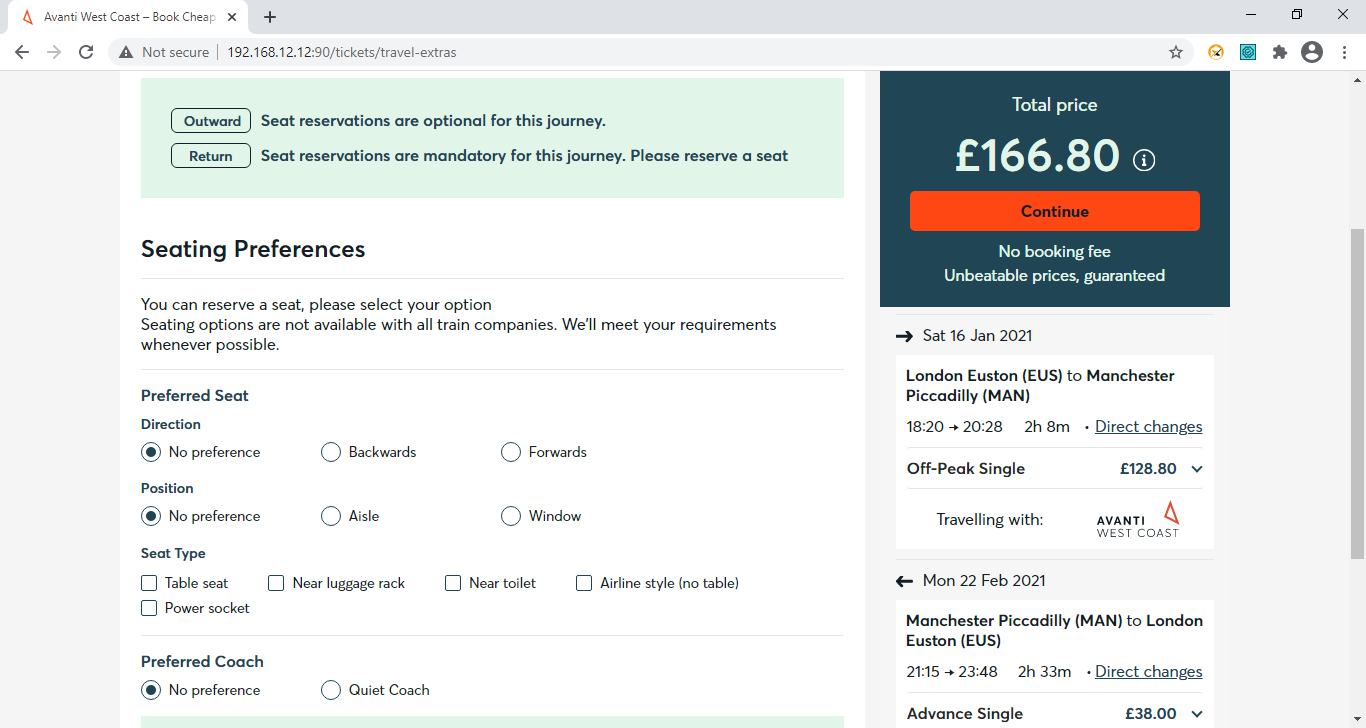 Avanti West Coast – Book Cheap
Not secure
192.168.12.12:90/tickets/travel-extras
Outward
Seat reservations are optional for this journey.
Return
Seat reservations are mandatory for this journey. Please reserve a seat
Seating Preferences
You can reserve a seat, please select your option
Seating options are not available with all train companies. We'll meet your requirements
whenever possible.
Preferred Seat
Direction
No preference
Backwards
Forwards
Position
No preference
Aisle
Window
Seat Type
Table seat
Near luggage rack
Near toilet
Airline style (no table)
Power socket
Preferred Coach
No preference
Quiet Coach
Total price
£166.80
Continue
No booking fee
Unbeatable prices, guaranteed
→ Sat 16 Jan 2021
London Euston (EUS) to Manchester
Piccadilly (MAN)
18:20 → 20:28 2h 8m • Direct changes
Off-Peak Single £128.80
Travelling with:
AVANTI
WEST COAST
← Mon 22 Feb 2021
Manchester Piccadilly (MAN) to London
Euston (EUS)
21:15 → 23:48 2h 33m • Direct changes
Advance Single £38.00